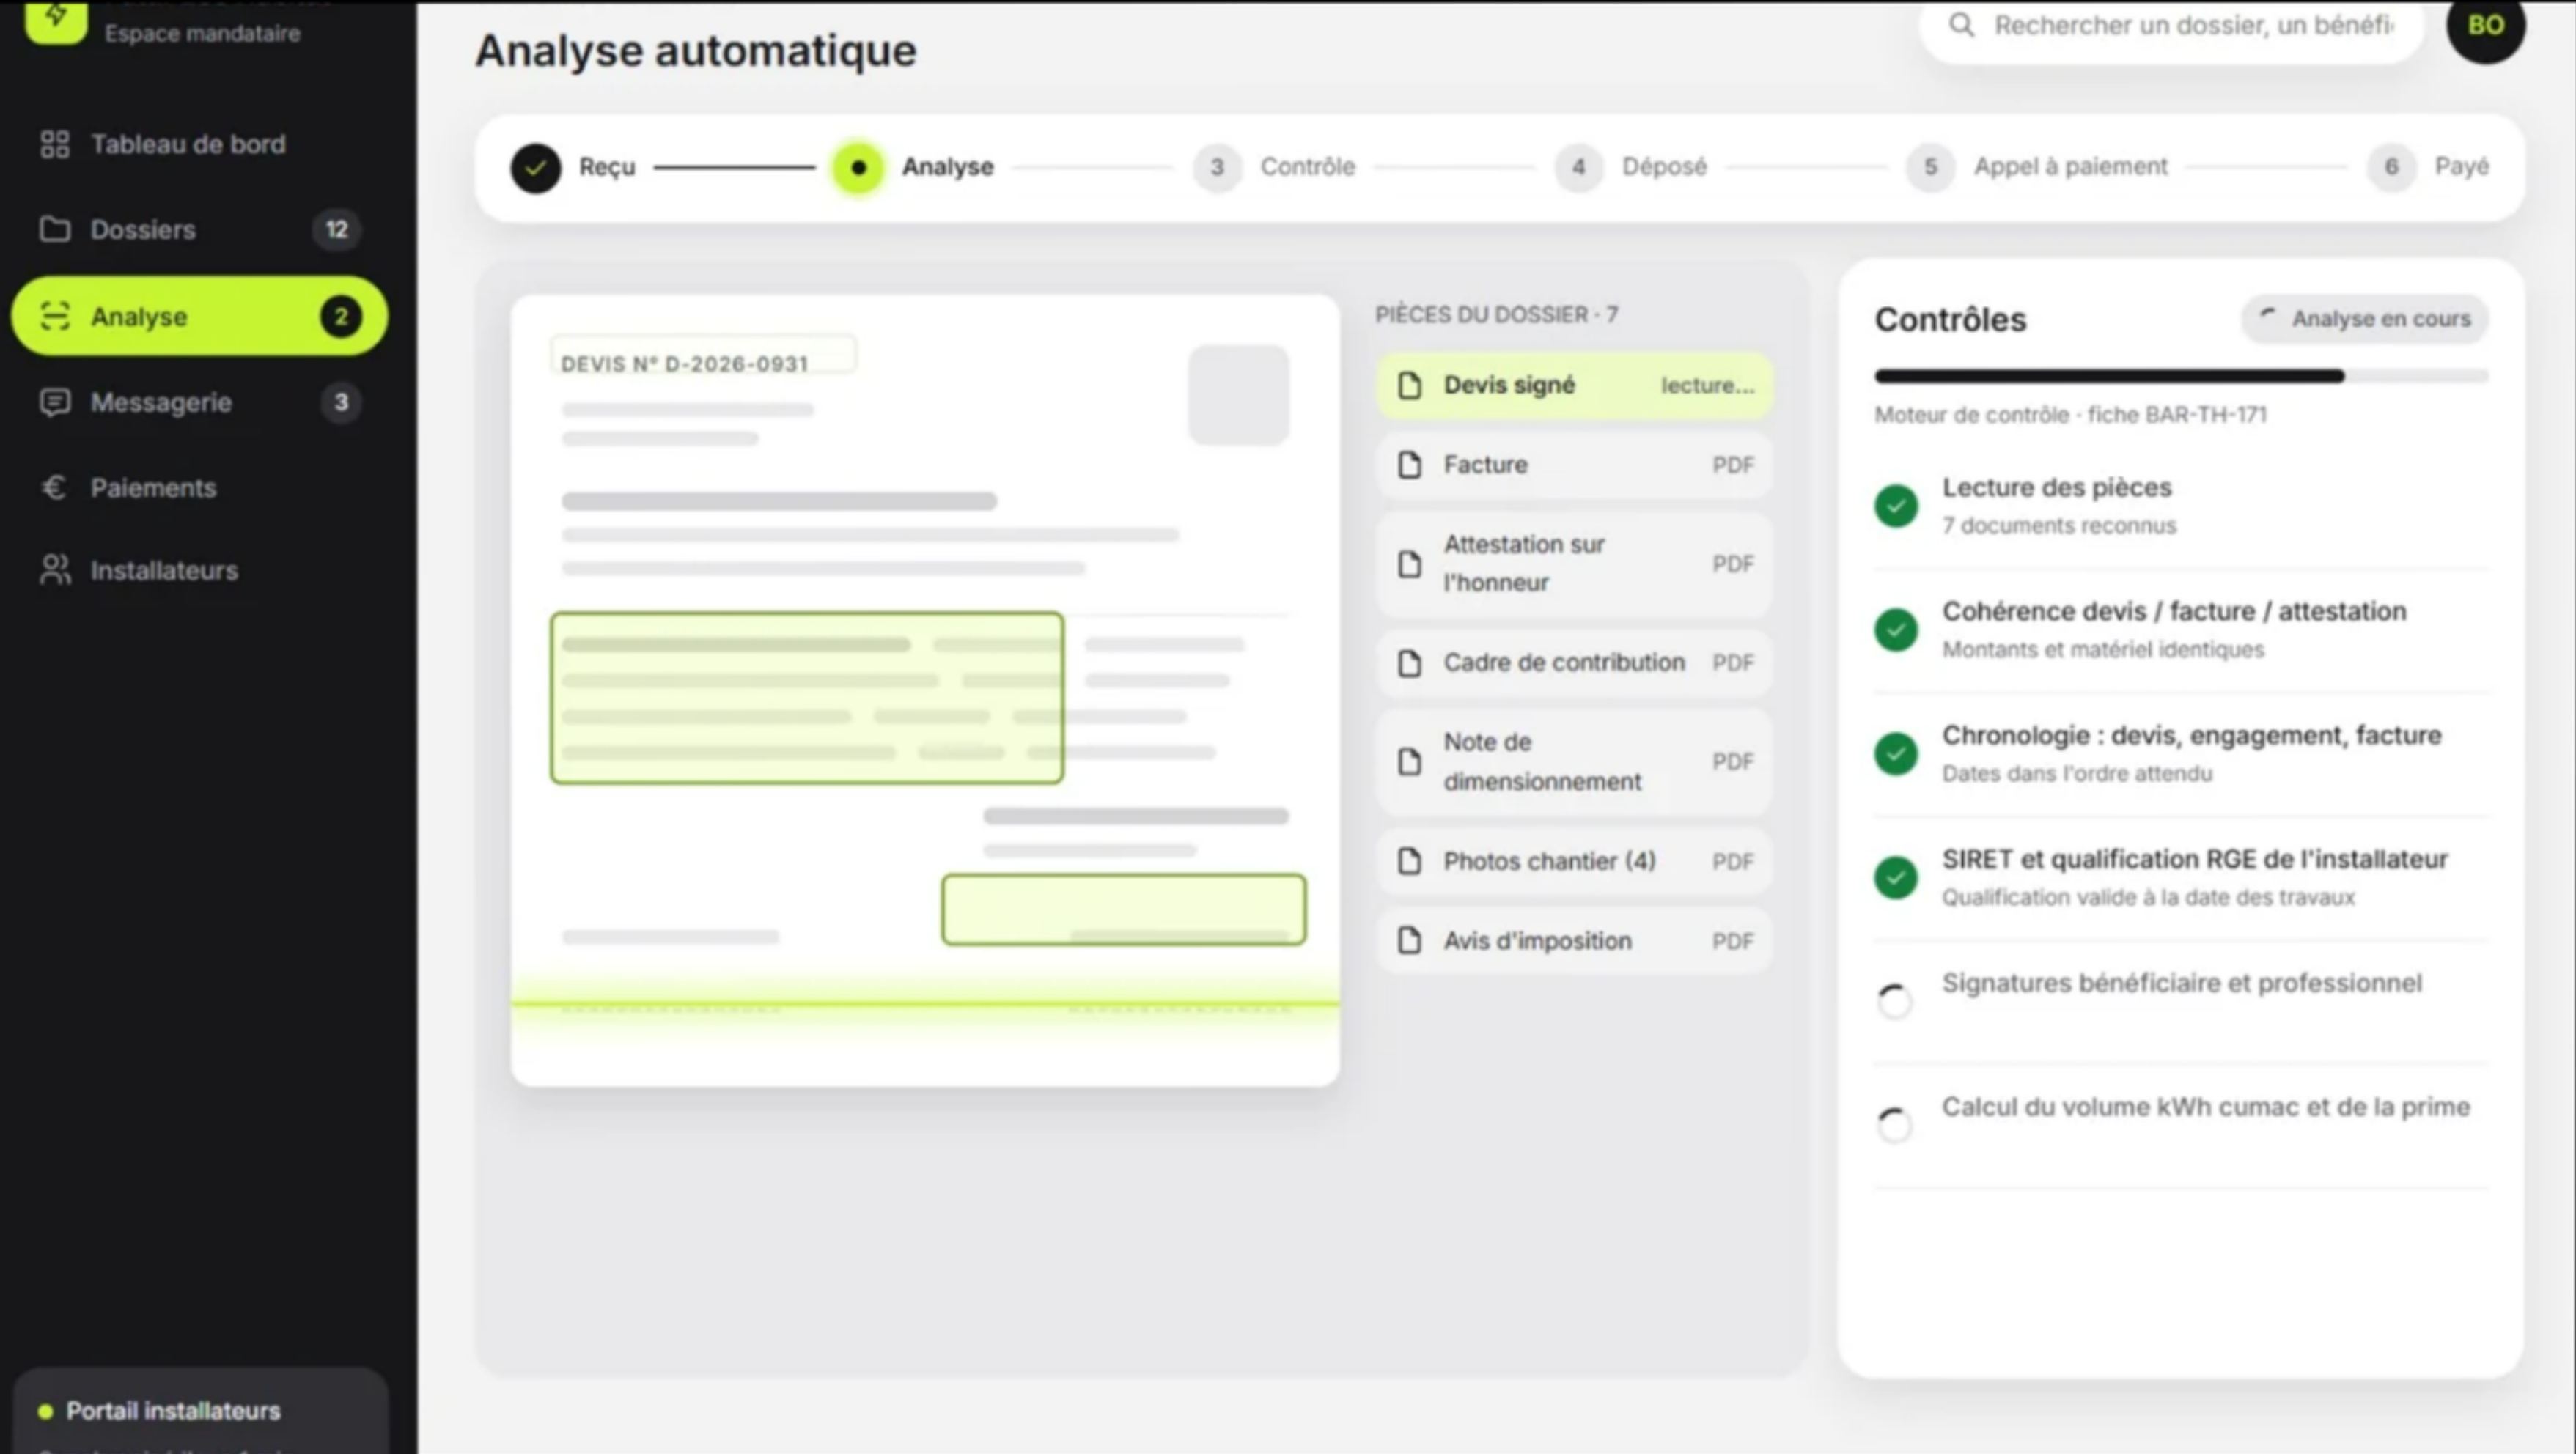 Espace mandataire
Tableau de bord
Dossiers 12
Analyse 2
Messagerie 3
Paiements
Installateurs
Portail installateurs
Analyse automatique
Rechercher un dossier, un bénéfi
BO
Reçu
Analyse
3 Contrôle
4 Déposé
5 Appel à paiement
6 Payé
DEVIS N° D-2026-0931
PIÈCES DU DOSSIER · 7
Devis signé lecture...
Facture PDF
Attestation sur
l'honneur
PDF
Cadre de contribution PDF
Note de
dimensionnement
PDF
Photos chantier (4) PDF
Avis d'imposition PDF
Contrôles
Analyse en cours
Moteur de contrôle · fiche BAR-TH-171
Lecture des pièces
7 documents reconnus
Cohérence devis / facture / attestation
Montants et matériel identiques
Chronologie : devis, engagement, facture
Dates dans l'ordre attendu
SIRET et qualification RGE de l'installateur
Qualification valide à la date des travaux
Signatures bénéficiaire et professionnel
Calcul du volume kWh cumac et de la prime